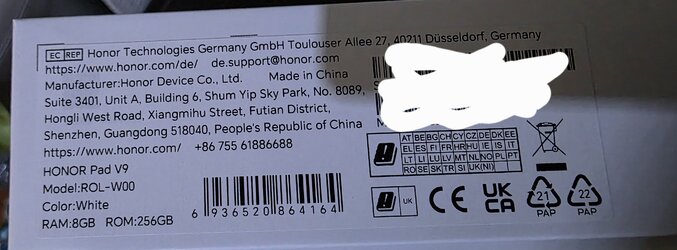 EC REP Honor Technologies Germany GmbH Toulouser Allee 27, 40211 Düsseldorf, Germany
https://www.honor.com/de/ de.support@honor.com
Manufacturer:Honor Device Co., Ltd. Made in China
Suite 3401, Unit A, Building 6, Shum Yip Sky Park, No. 8089,
Hongli West Road, Xiangmihu Street, Futian District,
Shenzhen, Guangdong 518040, People's Republic of China
https://www.honor.com/ +86 755 61886688
HONOR Pad V9
Model:ROL-W00
Color:White
RAM:8GB ROM:256GB
6 936520 864164
S
AT BE BG CH CY CZ DE DK EE
EL ES FI FR HR HU IE IS IT
LT LI LU LV MT NL NO PL PT
RO SE SK TR SI UK(NI)
UK
CE
UK CA
21 PAP
22 PAP